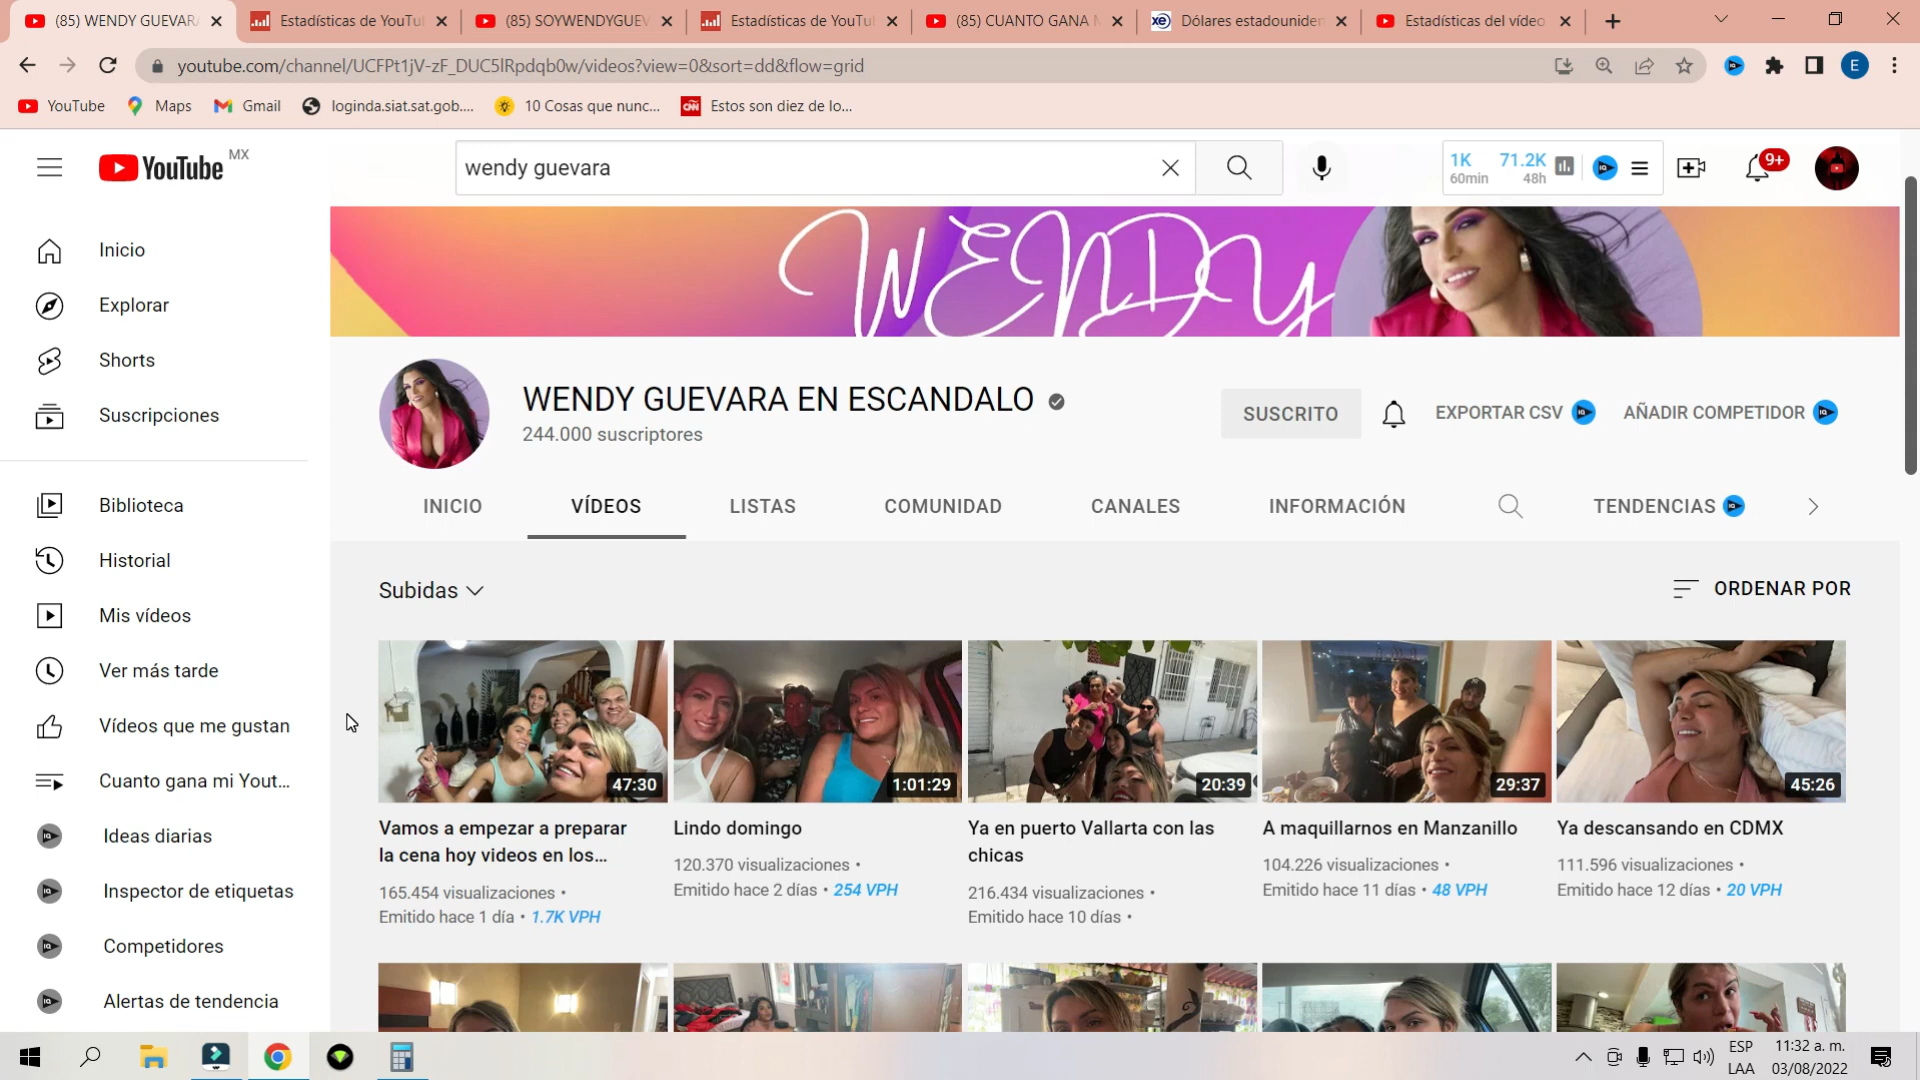 (85) WENDY GUEVAR
Estadísticas de YouTu
(85) SOYWENDYGUEV
Estadísticas de YouTu
(85) CUANTO GANA M
Dólares estadouniden
Estadísticas del vídeo
youtube.com/channel/UCFPt1jV-zF_DUC5lRpdqb0w/videos?view=0&sort=dd&flow=grid
E
YouTube
Maps
Gmail
loginda.siat.sat.gob....
10 Cosas que nunc...
Estos son diez de lo...
YouTube MX
wendy guevara
1K
60min
71.2K
48h
9+
Inicio
Explorar
Shorts
Suscripciones
Biblioteca
Historial
Mis vídeos
Ver más tarde
Vídeos que me gustan
Cuanto gana mi Yout...
Ideas diarias
Inspector de etiquetas
Competidores
Alertas de tendencia
WENDY
WENDY GUEVARA EN ESCANDALO
244.000 suscriptores
SUSCRITO
EXPORTAR CSV
AÑADIR COMPETIDOR
INICIO
VÍDEOS
LISTAS
COMUNIDAD
CANALES
INFORMACIÓN
TENDENCIAS
Subidas
ORDENAR POR
47:30
Vamos a empezar a preparar
la cena hoy videos en los...
165.454 visualizaciones •
Emitido hace 1 día • 1.7K VPH
1:01:29
Lindo domingo
120.370 visualizaciones •
Emitido hace 2 días • 254 VPH
20:39
Ya en puerto Vallarta con las
chicas
216.434 visualizaciones •
Emitido hace 10 días •
29:37
A maquillarnos en Manzanillo
104.226 visualizaciones •
Emitido hace 11 días • 48 VPH
45:26
Ya descansando en CDMX
111.596 visualizaciones •
Emitido hace 12 días • 20 VPH
ESP
LAA
11:32 a. m.
03/08/2022